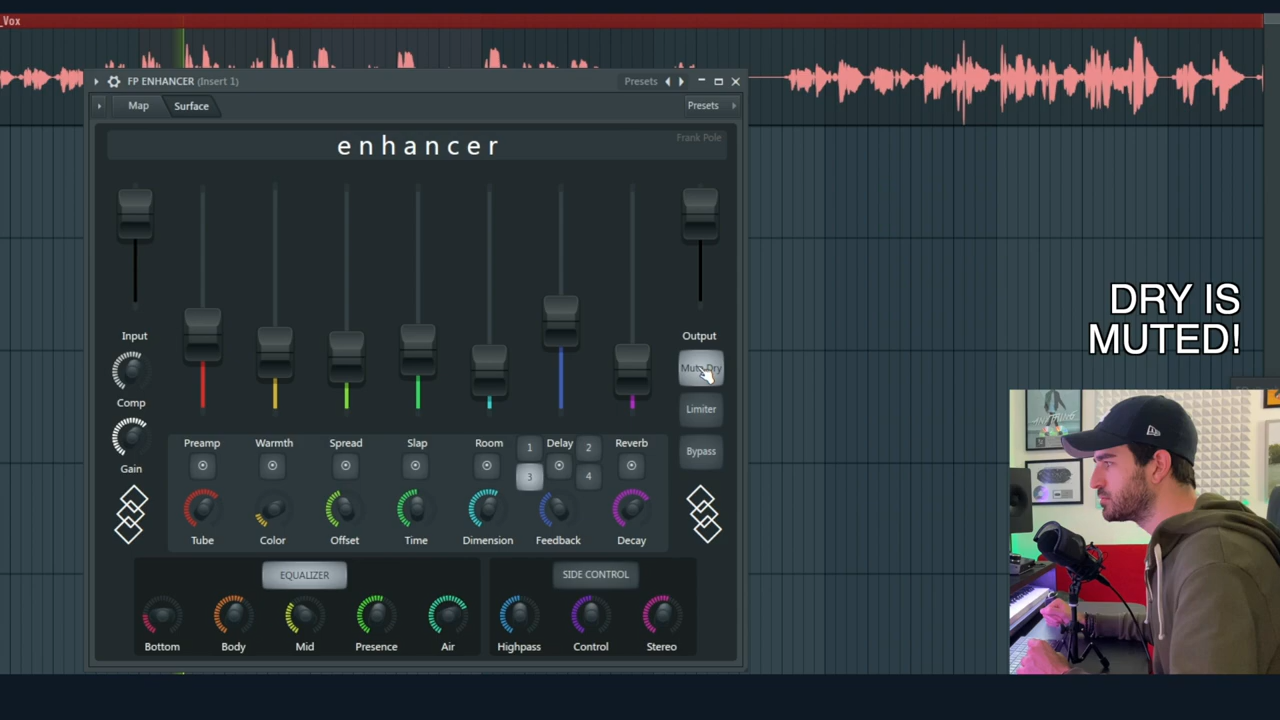 _Vox
FP ENHANCER (Insert 1)
Presets
Map
Surface
Presets
enhancer
Frank Pole
Input
Output
Mute Dry
Comp
Limiter
Gain
Preamp
Warmth
Spread
Slap
Room
1
Delay
2
Reverb
Bypass
3
4
Tube
Color
Offset
Time
Dimension
Feedback
Decay
EQUALIZER
SIDE CONTROL
Bottom
Body
Mid
Presence
Air
Highpass
Control
Stereo
DRY IS
MUTED!